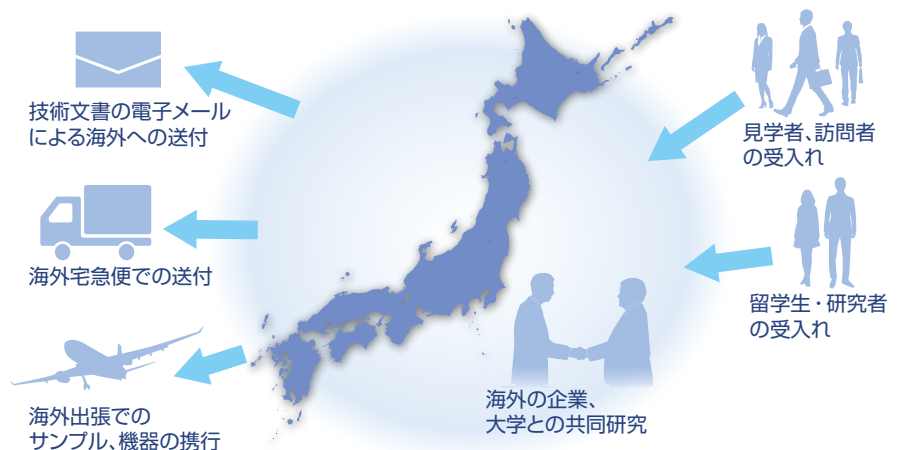 技術文書の電子メール
による海外への送付
海外宅急便での送付
海外出張での
サンプル、機器の携行
見学者、訪問者
の受入れ
留学生・研究者
の受入れ
海外の企業、
大学との共同研究